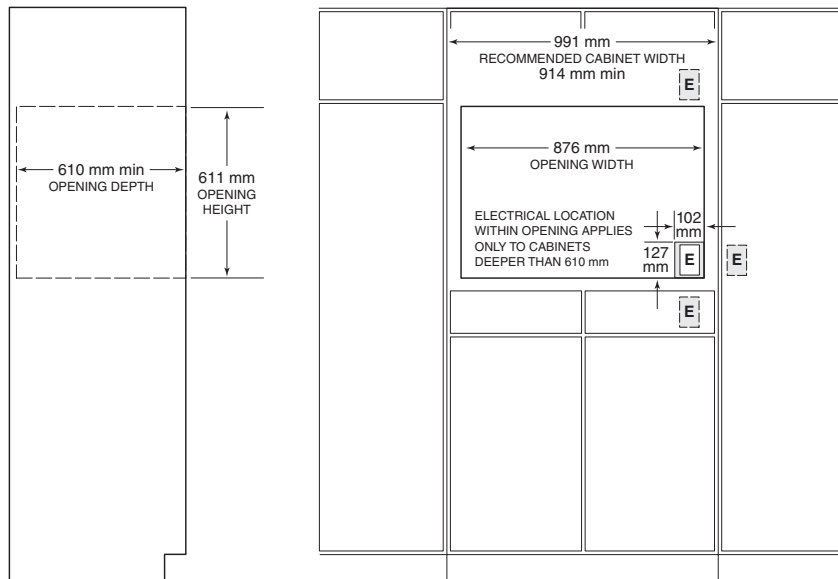 610 mm min
OPENING DEPTH
611 mm
OPENING
HEIGHT
991 mm
RECOMMENDED CABINET WIDTH
914 mm min
E
876 mm
OPENING WIDTH
ELECTRICAL LOCATION
WITHIN OPENING APPLIES
ONLY TO CABINETS
DEEPER THAN 610 mm
102
mm
127
mm
E
E
E